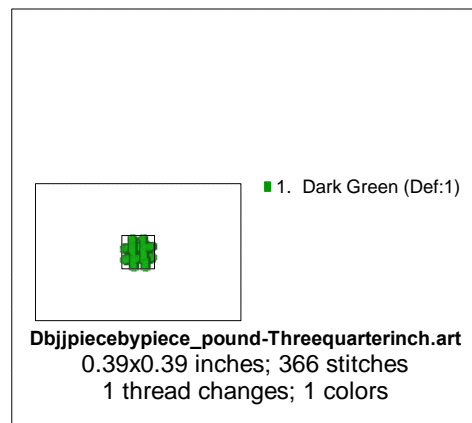 1. Dark Green (Def:1)
Dbjjpiecebypiece_pound-Threequarterinch.art
0.39x0.39 inches; 366 stitches
1 thread changes; 1 colors